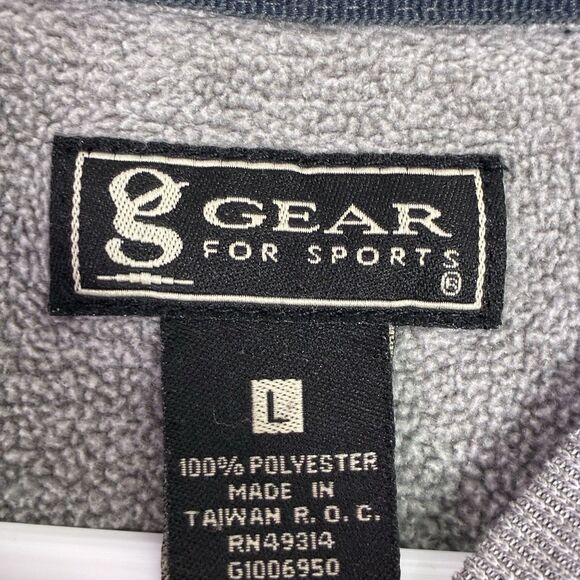 g GEAR
FOR SPORTS®
L
100% POLYESTER
MADE IN
TAIWAN R.O.C.
RN49314
G1006950